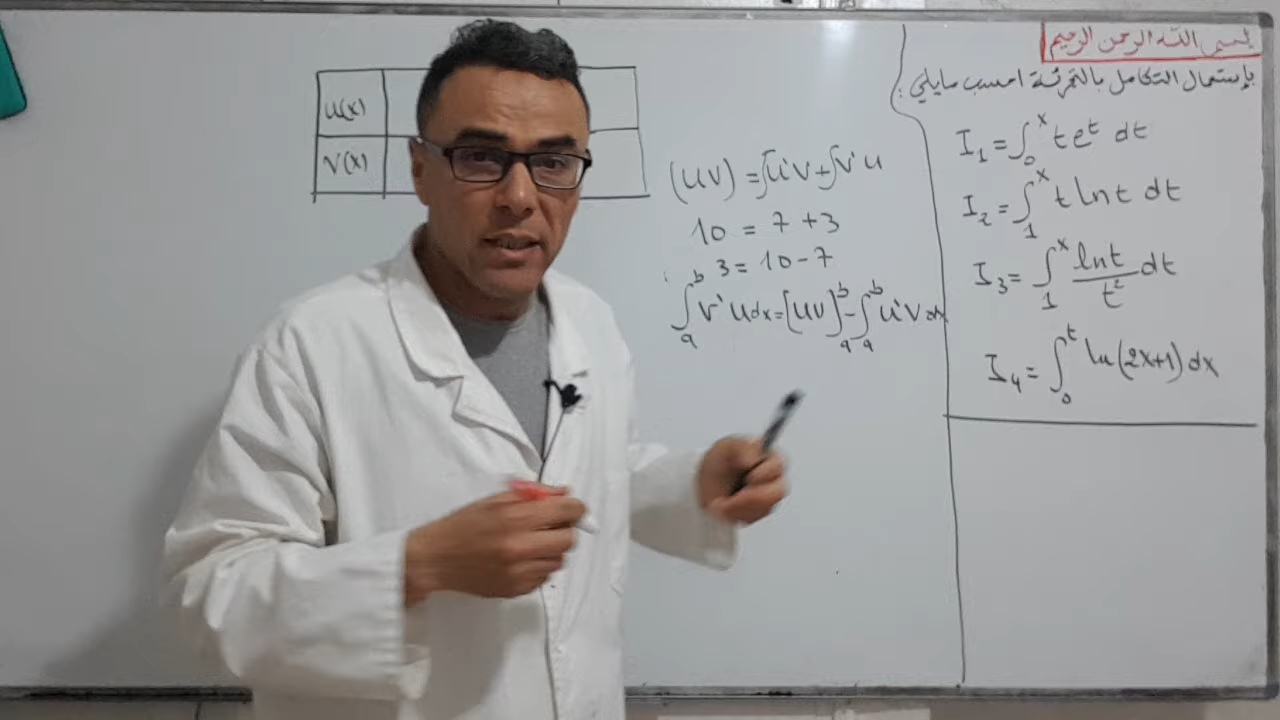 بسم الله الرحمن الرحيم
بإستعمال التكامل بالتجزئة احسب مايلي :
I₁ = ∫₀ˣ t eᵗ dt
I₂ = ∫₁ˣ t ln t dt
I₃ = ∫₁ˣ ln t / t² dt
I₄ = ∫₀ᵗ ln(2x+1) dx
u(x)
v(x)
(uv) = ∫u'v + ∫v'u
10 = 7 + 3
3 = 10 - 7
∫ₐᵇ v' u dx = [uv]ₐᵇ - ∫ₐᵇ u'v dx